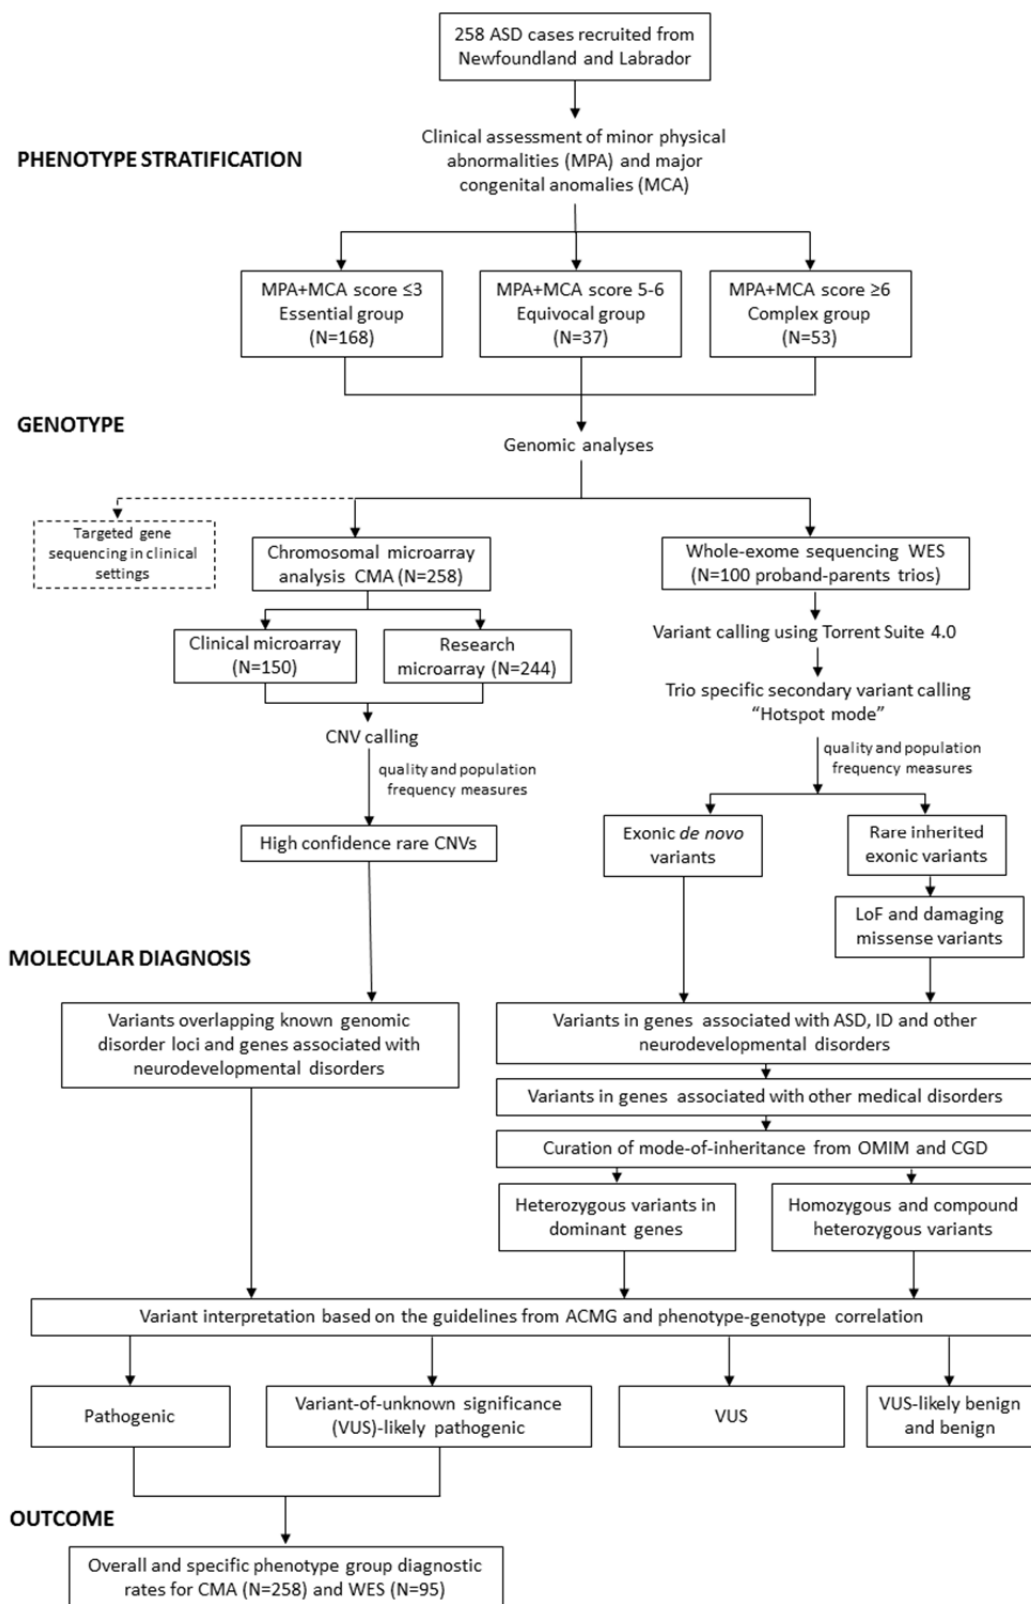 258 ASD cases recruited from
Newfoundland and Labrador
PHENOTYPE STRATIFICATION
Clinical assessment of minor physical
abnormalities (MPA) and major
congenital anomalies (MCA)
MPA+MCA score ≤3
Essential group
(N=168)
MPA+MCA score 5-6
Equivocal group
(N=37)
MPA+MCA score ≥6
Complex group
(N=53)
GENOTYPE
Genomic analyses
Targeted gene
sequencing in clinical
settings
Chromosomal microarray
analysis CMA (N=258)
Whole-exome sequencing WES
(N=100 proband-parents trios)
Clinical microarray
(N=150)
Research
microarray (N=244)
Variant calling using Torrent Suite 4.0
Trio specific secondary variant calling
“Hotspot mode”
CNV calling
quality and population
frequency measures
quality and population
frequency measures
High confidence rare CNVs
Exonic de novo
variants
Rare inherited
exonic variants
LoF and damaging
missense variants
MOLECULAR DIAGNOSIS
Variants overlapping known genomic
disorder loci and genes associated with
neurodevelopmental disorders
Variants in genes associated with ASD, ID and other
neurodevelopmental disorders
Variants in genes associated with other medical disorders
Curation of mode-of-inheritance from OMIM and CGD
Heterozygous variants in
dominant genes
Homozygous and compound
heterozygous variants
Variant interpretation based on the guidelines from ACMG and phenotype-genotype correlation
Pathogenic
Variant-of-unknown significance
(VUS)-likely pathogenic
VUS
VUS-likely benign
and benign
OUTCOME
Overall and specific phenotype group diagnostic
rates for CMA (N=258) and WES (N=95)